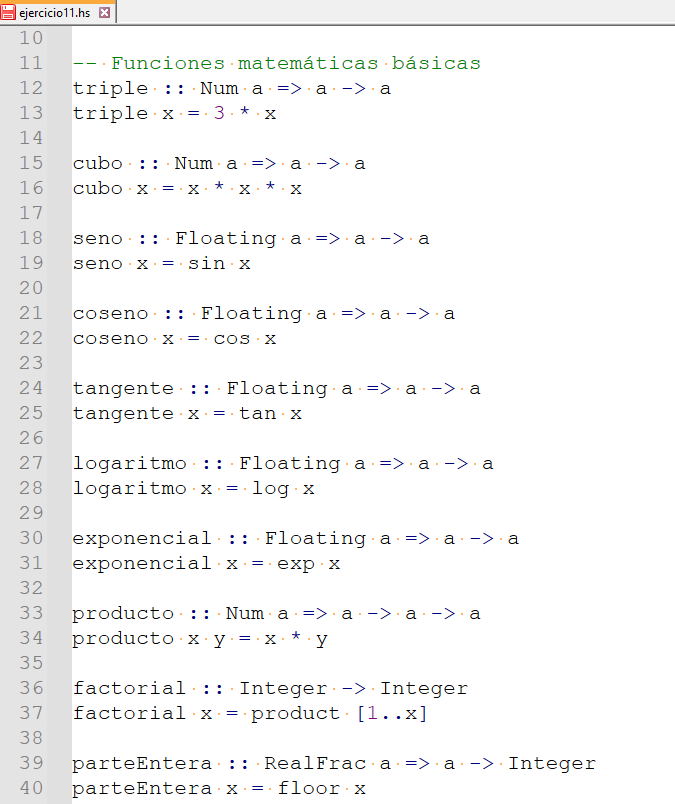 ejercicio11.hs
10
11 -- Funciones matemáticas básicas
12 triple :: Num a => a -> a
13 triple x = 3 * x
14
15 cubo :: Num a => a -> a
16 cubo x = x * x * x
17
18 seno :: Floating a => a -> a
19 seno x = sin x
20
21 coseno :: Floating a => a -> a
22 coseno x = cos x
23
24 tangente :: Floating a => a -> a
25 tangente x = tan x
26
27 logaritmo :: Floating a => a -> a
28 logaritmo x = log x
29
30 exponencial :: Floating a => a -> a
31 exponencial x = exp x
32
33 producto :: Num a => a -> a -> a
34 producto x y = x * y
35
36 factorial :: Integer -> Integer
37 factorial x = product [1..x]
38
39 parteEntera :: RealFrac a => a -> Integer
40 parteEntera x = floor x